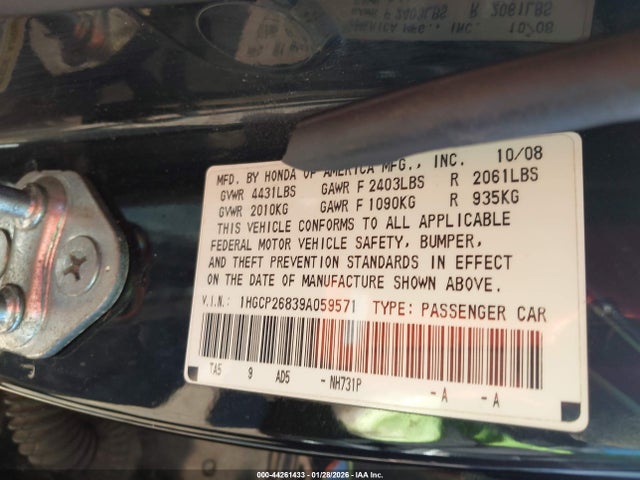 MFD. BY HONDA OF AMERICA MFG., INC. 10/08
GVWR 4431LBS GAWR F 2403LBS R 2061LBS
GVWR 2010KG GAWR F 1090KG R 935KG
THIS VEHICLE CONFORMS TO ALL APPLICABLE
FEDERAL MOTOR VEHICLE SAFETY, BUMPER,
AND THEFT PREVENTION STANDARDS IN EFFECT
ON THE DATE OF MANUFACTURE SHOWN ABOVE.
V.I.N.: 1HGCP26839A059571 TYPE: PASSENGER CAR
TA5 9 AD5 - NH731P -A -A
000-44261433 - 01/28/2026 - IAA Inc.